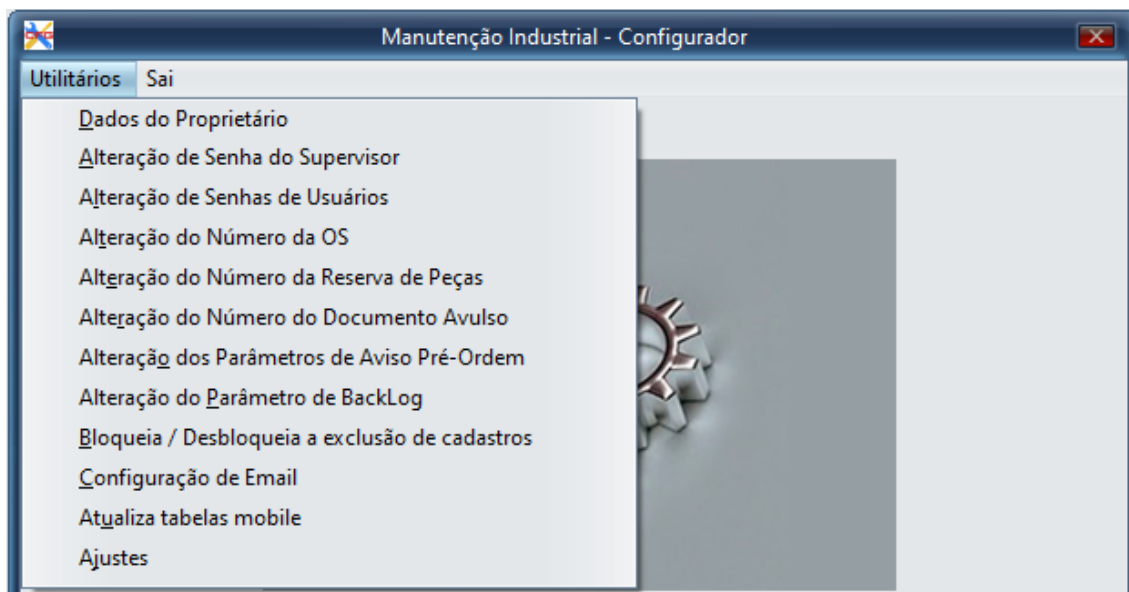 Manutenção Industrial - Configurador
Utilitários Sai
Dados do Proprietário
Alteração de Senha do Supervisor
Alteração de Senhas de Usuários
Alteração do Número da OS
Alteração do Número da Reserva de Peças
Alteração do Número do Documento Avulso
Alteração dos Parâmetros de Aviso Pré-Ordem
Alteração do Parâmetro de BackLog
Bloqueia / Desbloqueia a exclusão de cadastros
Configuração de Email
Atualiza tabelas mobile
Ajustes